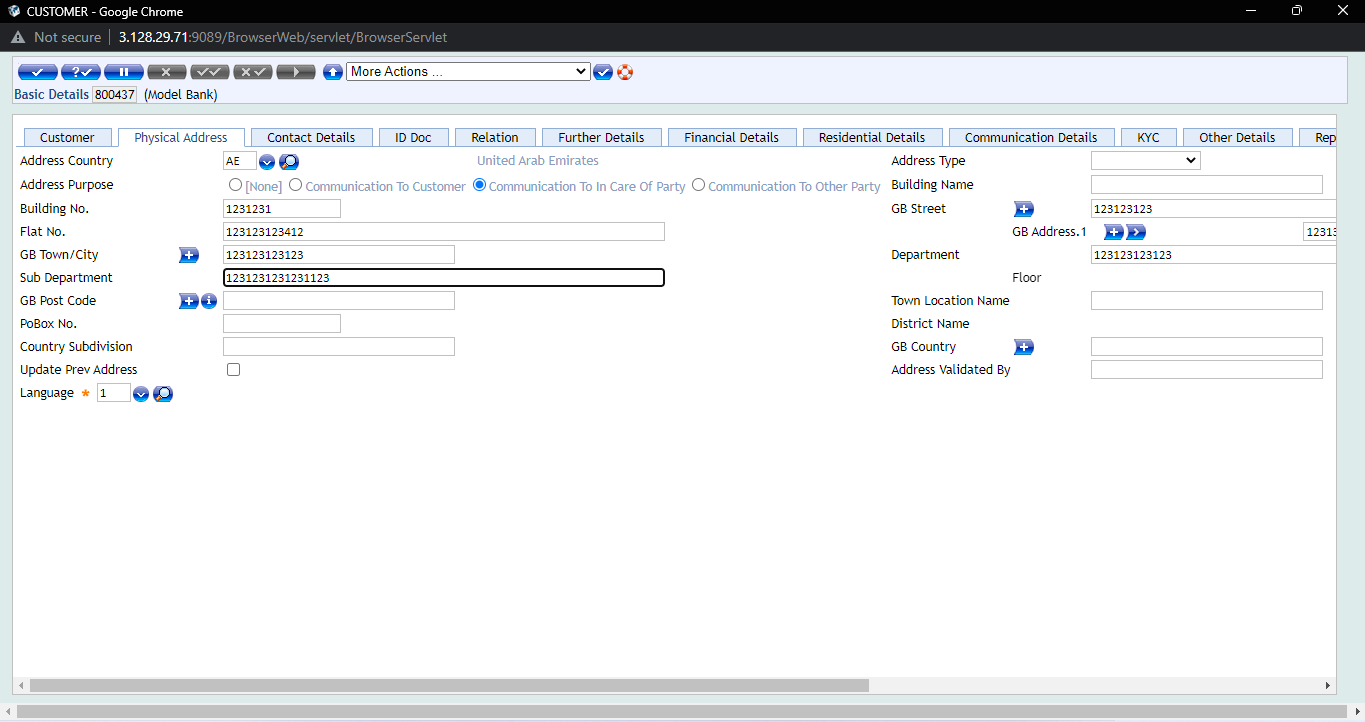 CUSTOMER - Google Chrome
Not secure 3.128.29.71:9089/BrowserWeb/servlet/BrowserServlet
More Actions ...
Basic Details 800437 (Model Bank)
Customer Physical Address Contact Details ID Doc Relation Further Details Financial Details Residential Details Communication Details KYC Other Details Rep
Address Country AE United Arab Emirates Address Type
Address Purpose [None] Communication To Customer Communication To In Care Of Party Communication To Other Party Building Name
Building No. 1231231 GB Street 123123123
Flat No. 123123123412 GB Address.1 12313
GB Town/City 123123123123 Department 123123123123
Sub Department 1231231231231123 Floor
GB Post Code Town Location Name
PoBox No. District Name
Country Subdivision GB Country
Update Prev Address Address Validated By
Language * 1